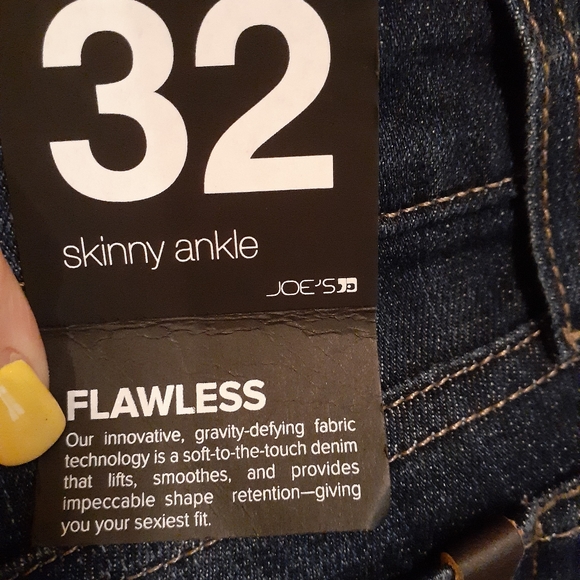 32
skinny ankle
JOE'S
FLAWLESS
Our innovative, gravity-defying fabric
technology is a soft-to-the-touch denim
that lifts, smoothes, and provides
impeccable shape retention—giving
you your sexiest fit.